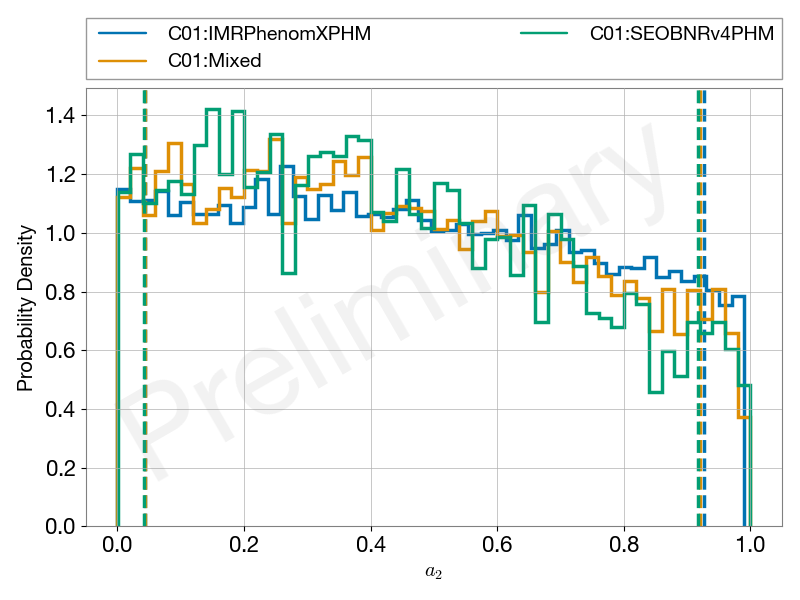 C01:IMRPhenomXPHM C01:SEOBNRv4PHM
C01:Mixed
1.4
1.2
1.0
0.8
0.6
0.4
0.2
0.0
Probability Density
Preliminary
0.0 0.2 0.4 0.6 0.8 1.0
a₂